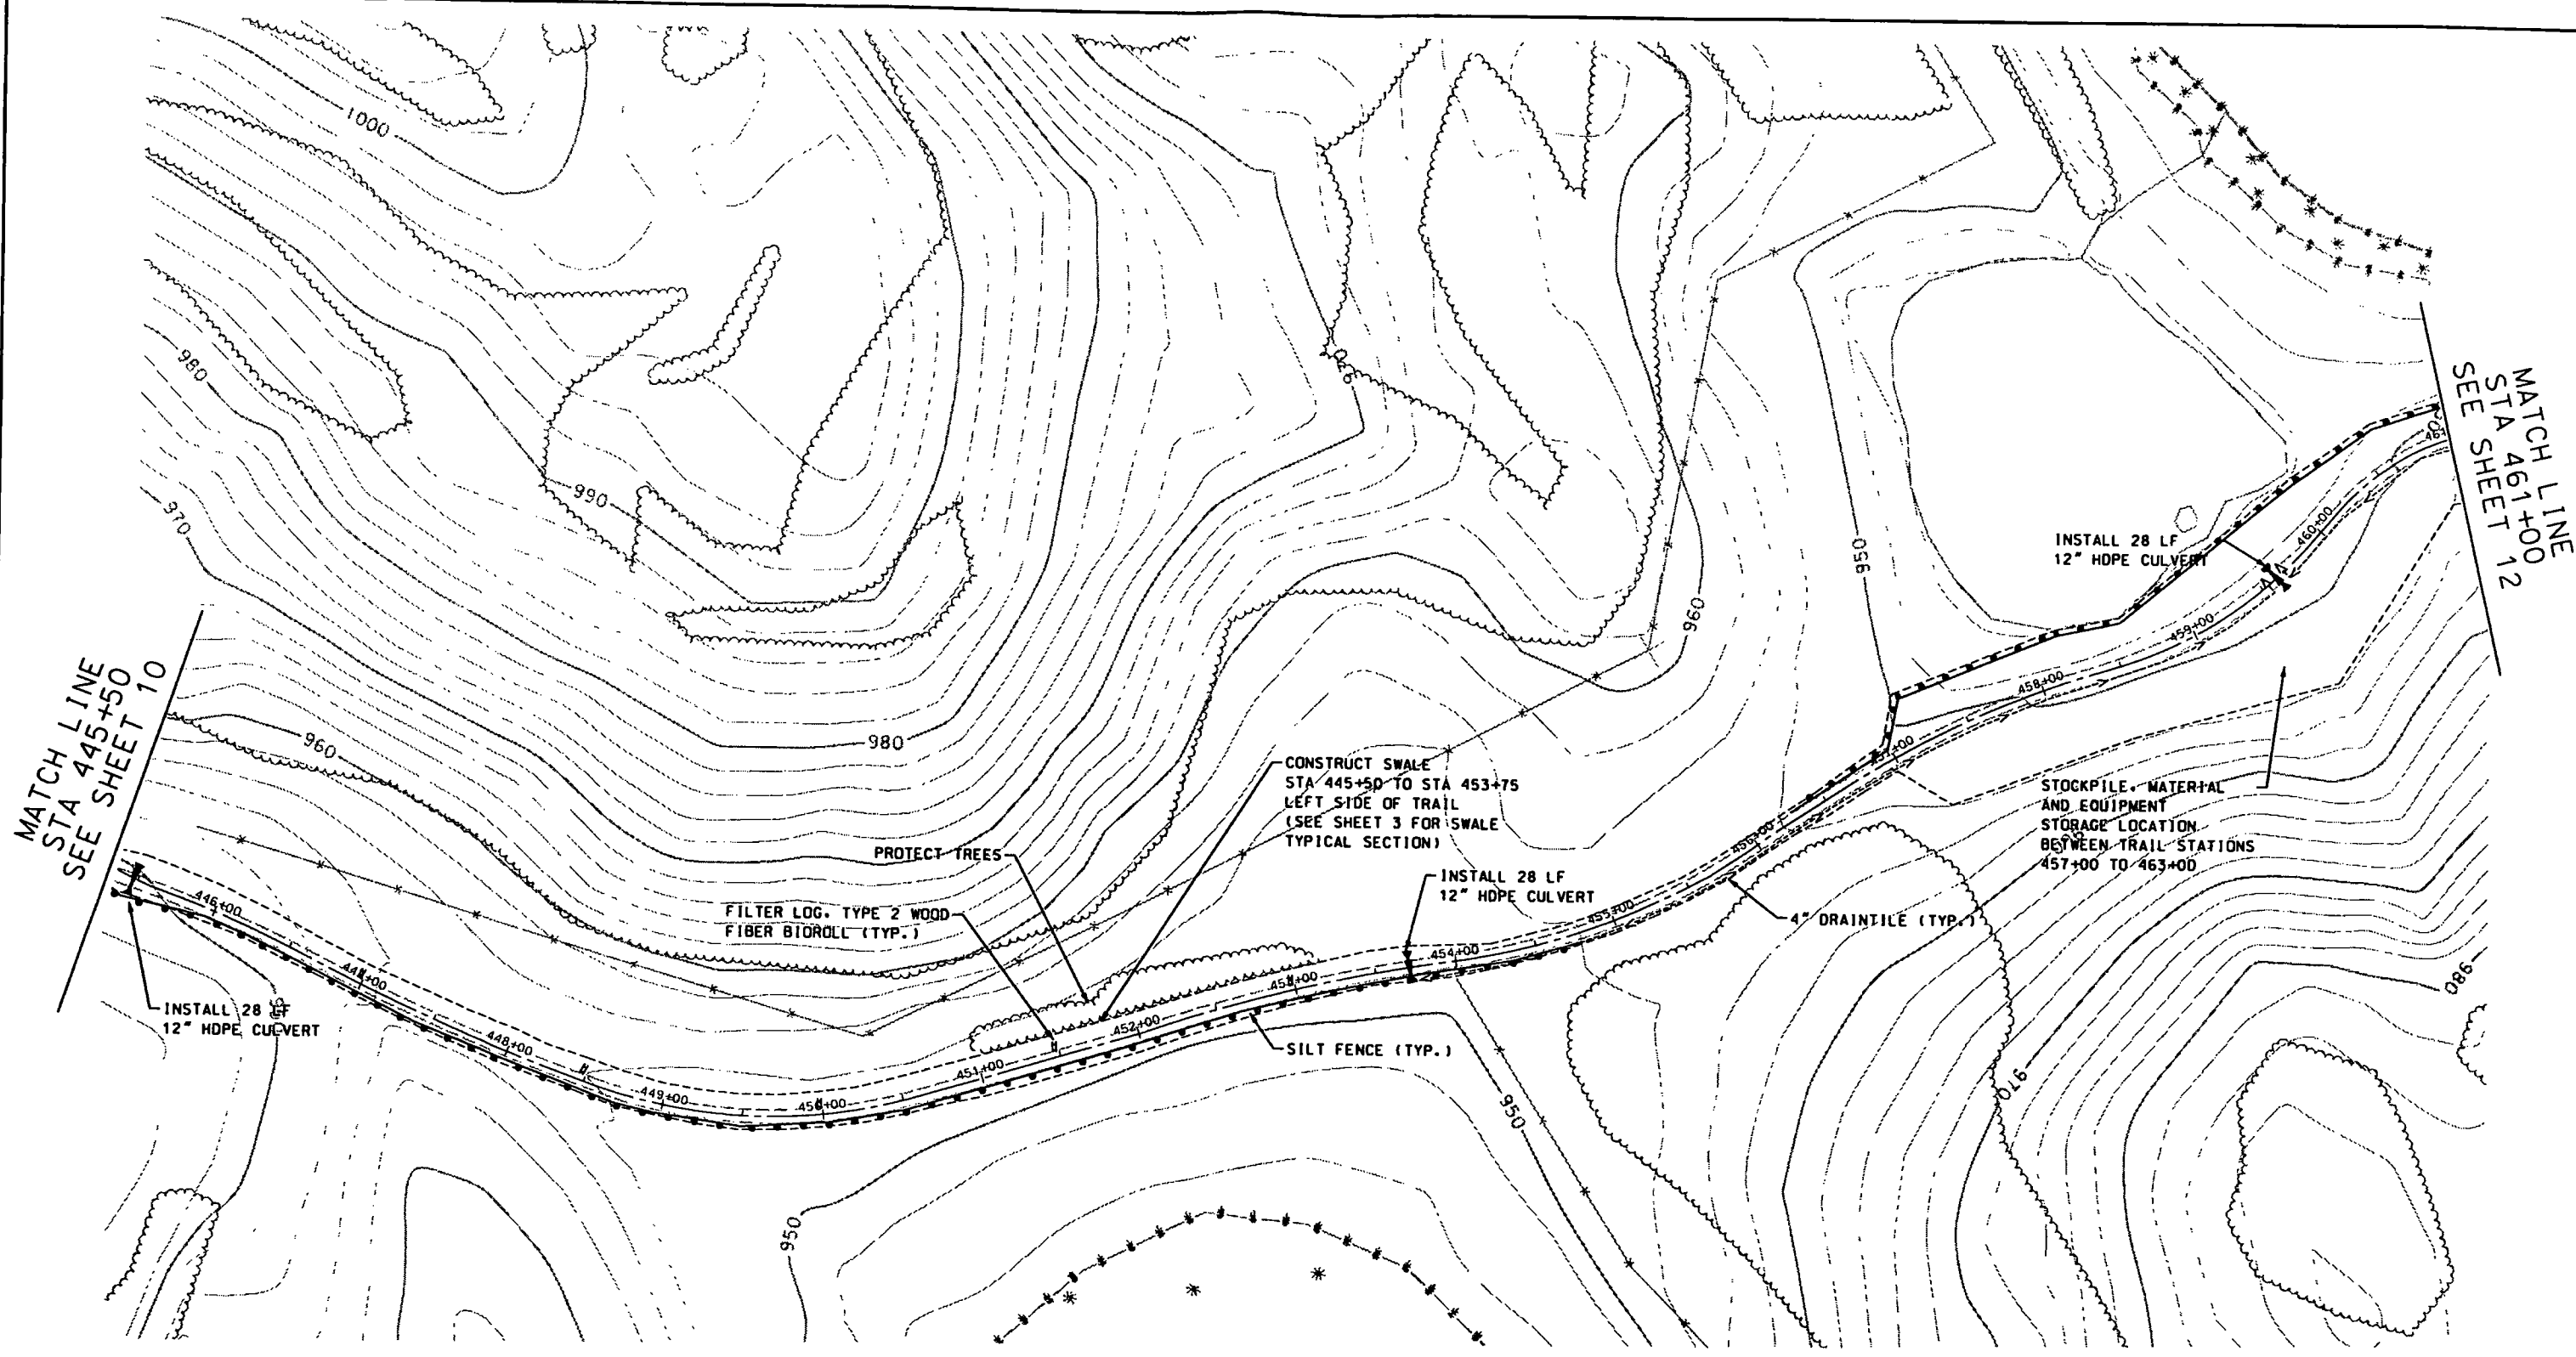 1000
980
970
990
970
960
980
960
950
MATCH LINE
STA 445+50
SEE SHEET 10
MATCH LINE
STA 461+00
SEE SHEET 12
INSTALL 28 LF
12" HDPE CULVERT
CONSTRUCT SWALE
STA 445+50 TO STA 453+75
LEFT SIDE OF TRAIL
(SEE SHEET 3 FOR SWALE
TYPICAL SECTION)
PROTECT TREES
FILTER LOG, TYPE 2 WOOD
FIBER BIOROLL (TYP.)
INSTALL 28 LF
12" HDPE CULVERT
4" DRAINTILE (TYP.)
STOCKPILE, MATERIAL
AND EQUIPMENT
STORAGE LOCATION
BETWEEN TRAIL STATIONS
457+00 TO 463+00
INSTALL 28 LF
12" HDPE CULVERT
SILT FENCE (TYP.)
446+00
447+00
448+00
449+00
450+00
451+00
452+00
453+00
454+00
455+00
456+00
457+00
458+00
459+00
460+00
950
950
970
980